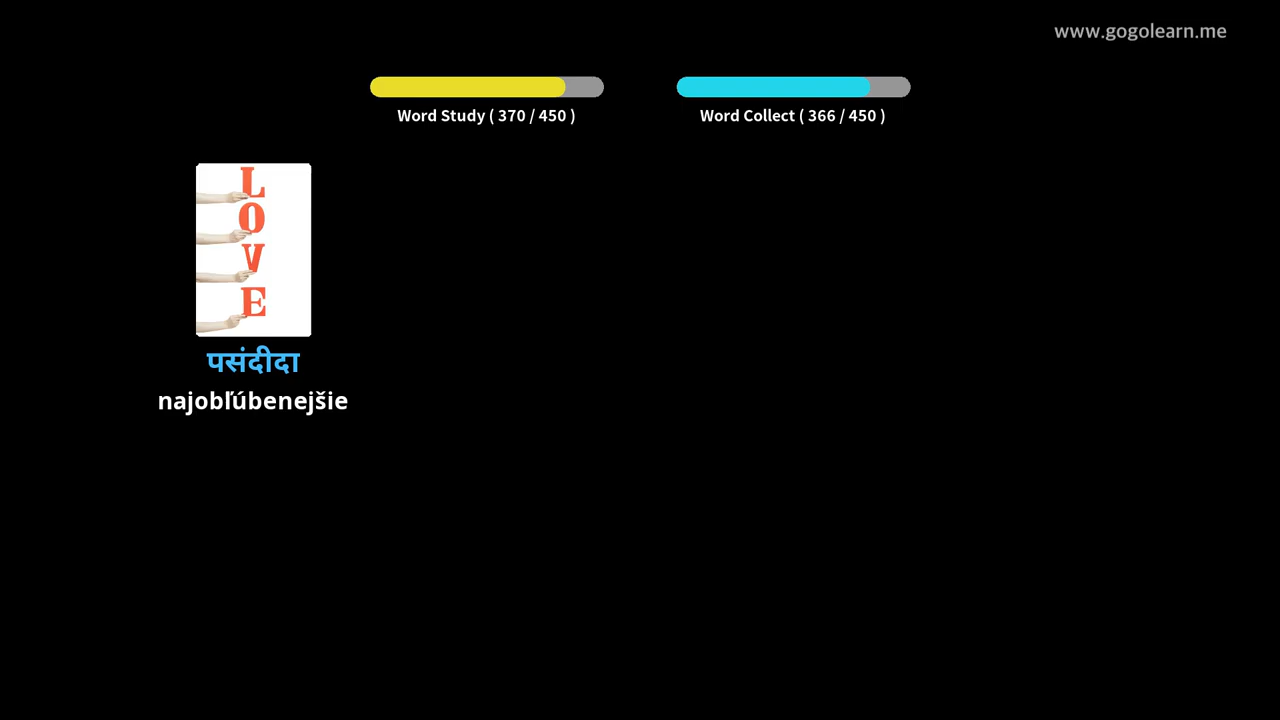 www.gogolearn.me
Word Study ( 370 / 450 )
Word Collect ( 366 / 450 )
L
O
V
E
पसंदीदा
najobľúbenejšie